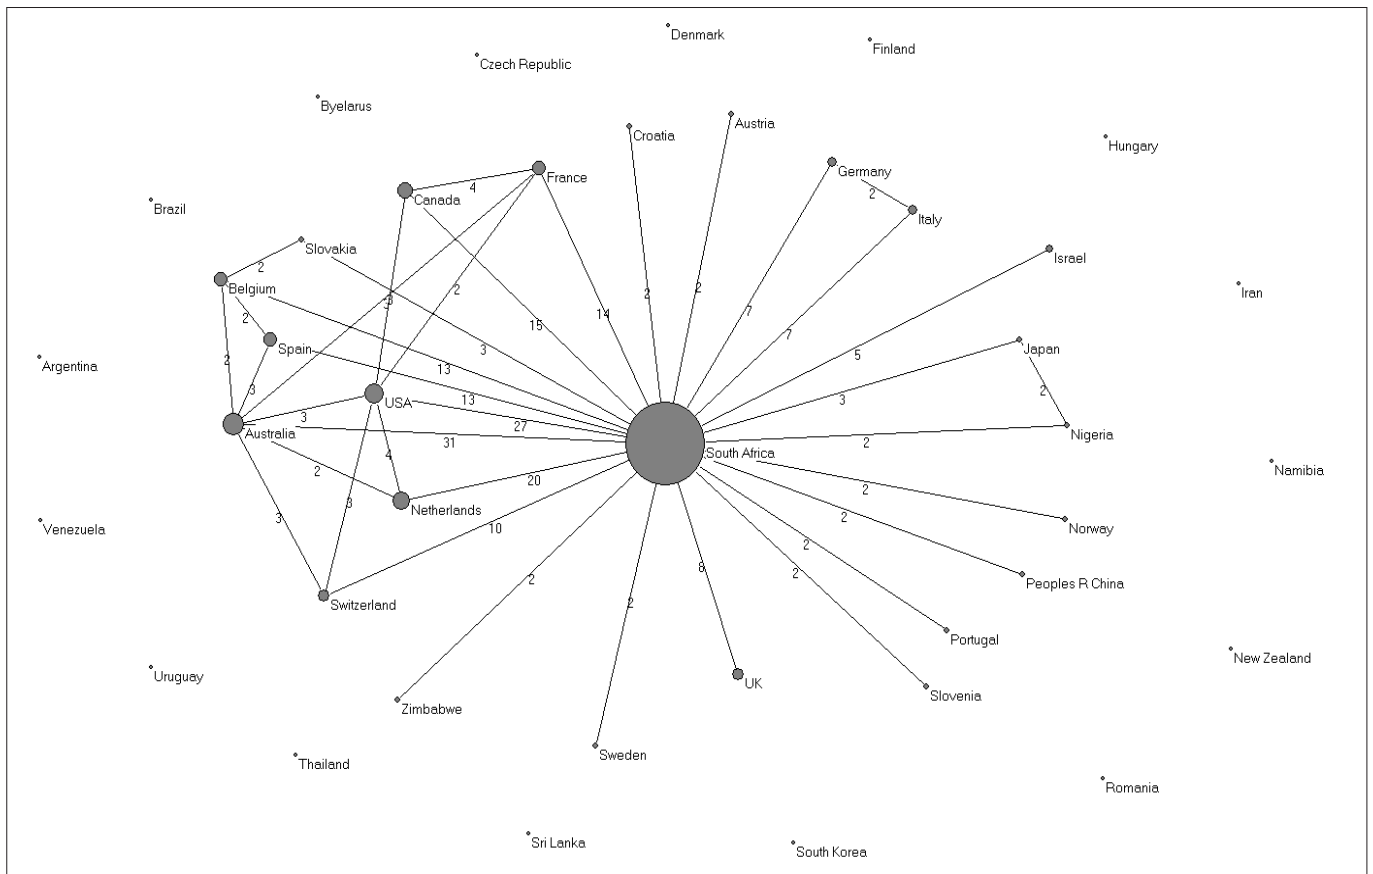 Denmark
Finland
Czech Republic
Byelarus
Austria
Croatia
Hungary
Germany
France
4
Canada
2
Italy
Brazil
Slovakia
Israel
2
Belgium
2
2
2
3
Iran
7
14
2
15
7
Spain
3
Japan
5
2
Argentina
13
3
2
3
13
USA
3
3
27
Australia
31
2
Nigeria
4
South Africa
2
Namibia
20
2
3
Netherlands
3
2
10
2
Norway
Venezuela
2
8
2
2
Peoples R China
2
Switzerland
Portugal
New Zealand
Uruguay
UK
Slovenia
Zimbabwe
Sweden
Thailand
Romania
Sri Lanka
South Korea